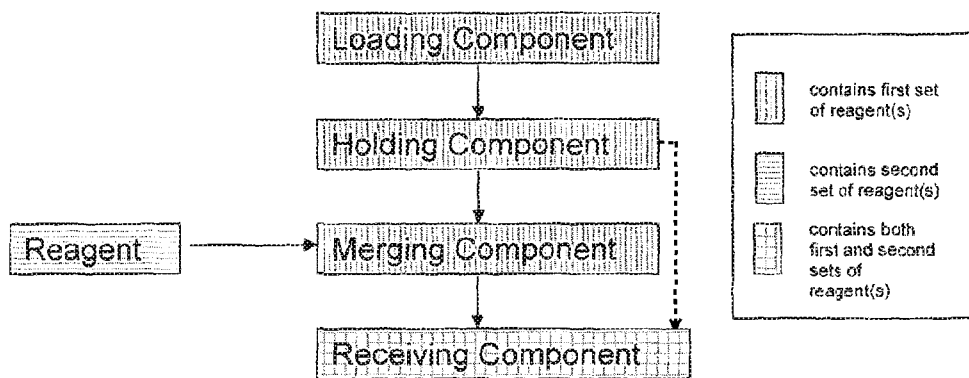 Loading Component
Holding Component
Reagent
Merging Component
Receiving Component
contains first set
of reagent(s)
contains second
set of reagent(s)
contains both
first and second
sets of
reagent(s)